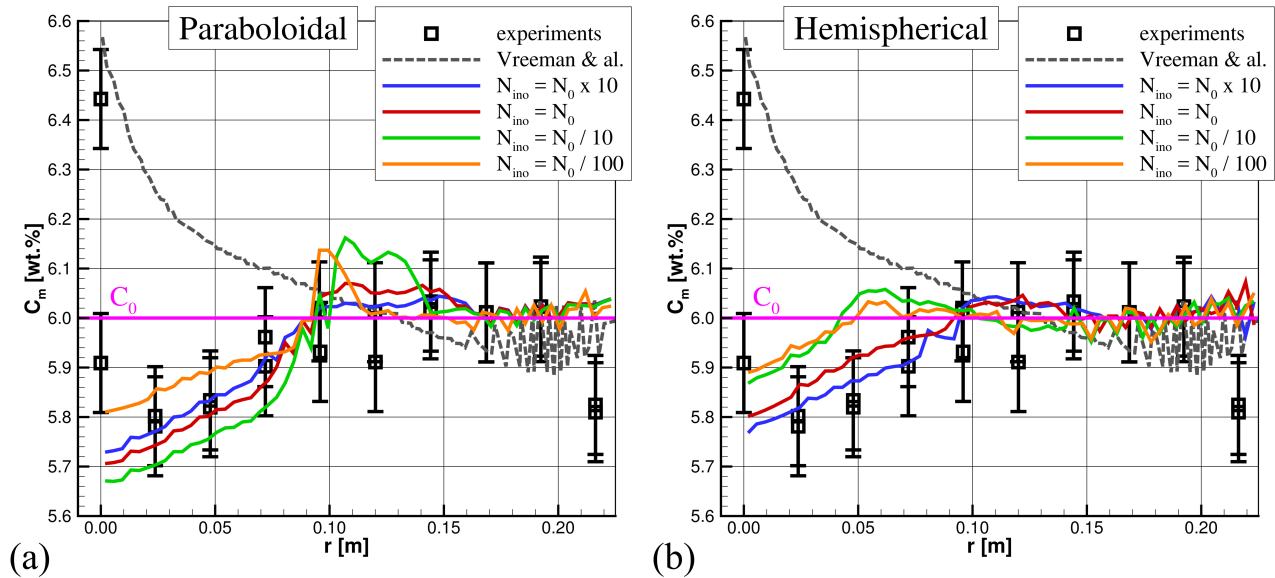 Paraboloidal
experiments
Vreeman & al.
N_ino = N_0 x 10
N_ino = N_0
N_ino = N_0 / 10
N_ino = N_0 / 100
C_m [wt.%]
6.6
6.5
6.4
6.3
6.2
6.1
6.0
5.9
5.8
5.7
5.6
C_0
0.00
0.05
0.10
0.15
0.20
r [m]
(a)
Hemispherical
experiments
Vreeman & al.
N_ino = N_0 x 10
N_ino = N_0
N_ino = N_0 / 10
N_ino = N_0 / 100
C_m [wt.%]
6.6
6.5
6.4
6.3
6.2
6.1
6.0
5.9
5.8
5.7
5.6
C_0
0.00
0.05
0.10
0.15
0.20
r [m]
(b)